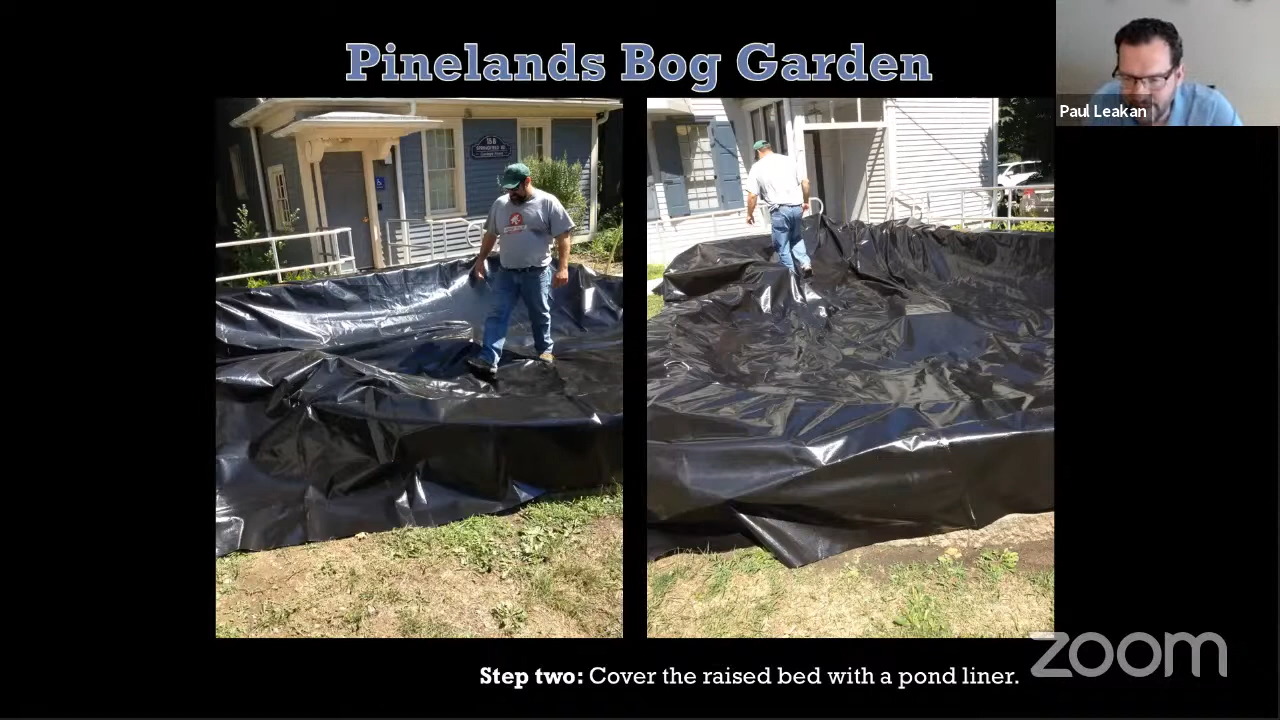 Pinelands Bog Garden
Paul Leakan
Step two: Cover the raised bed with a pond liner.
zoom